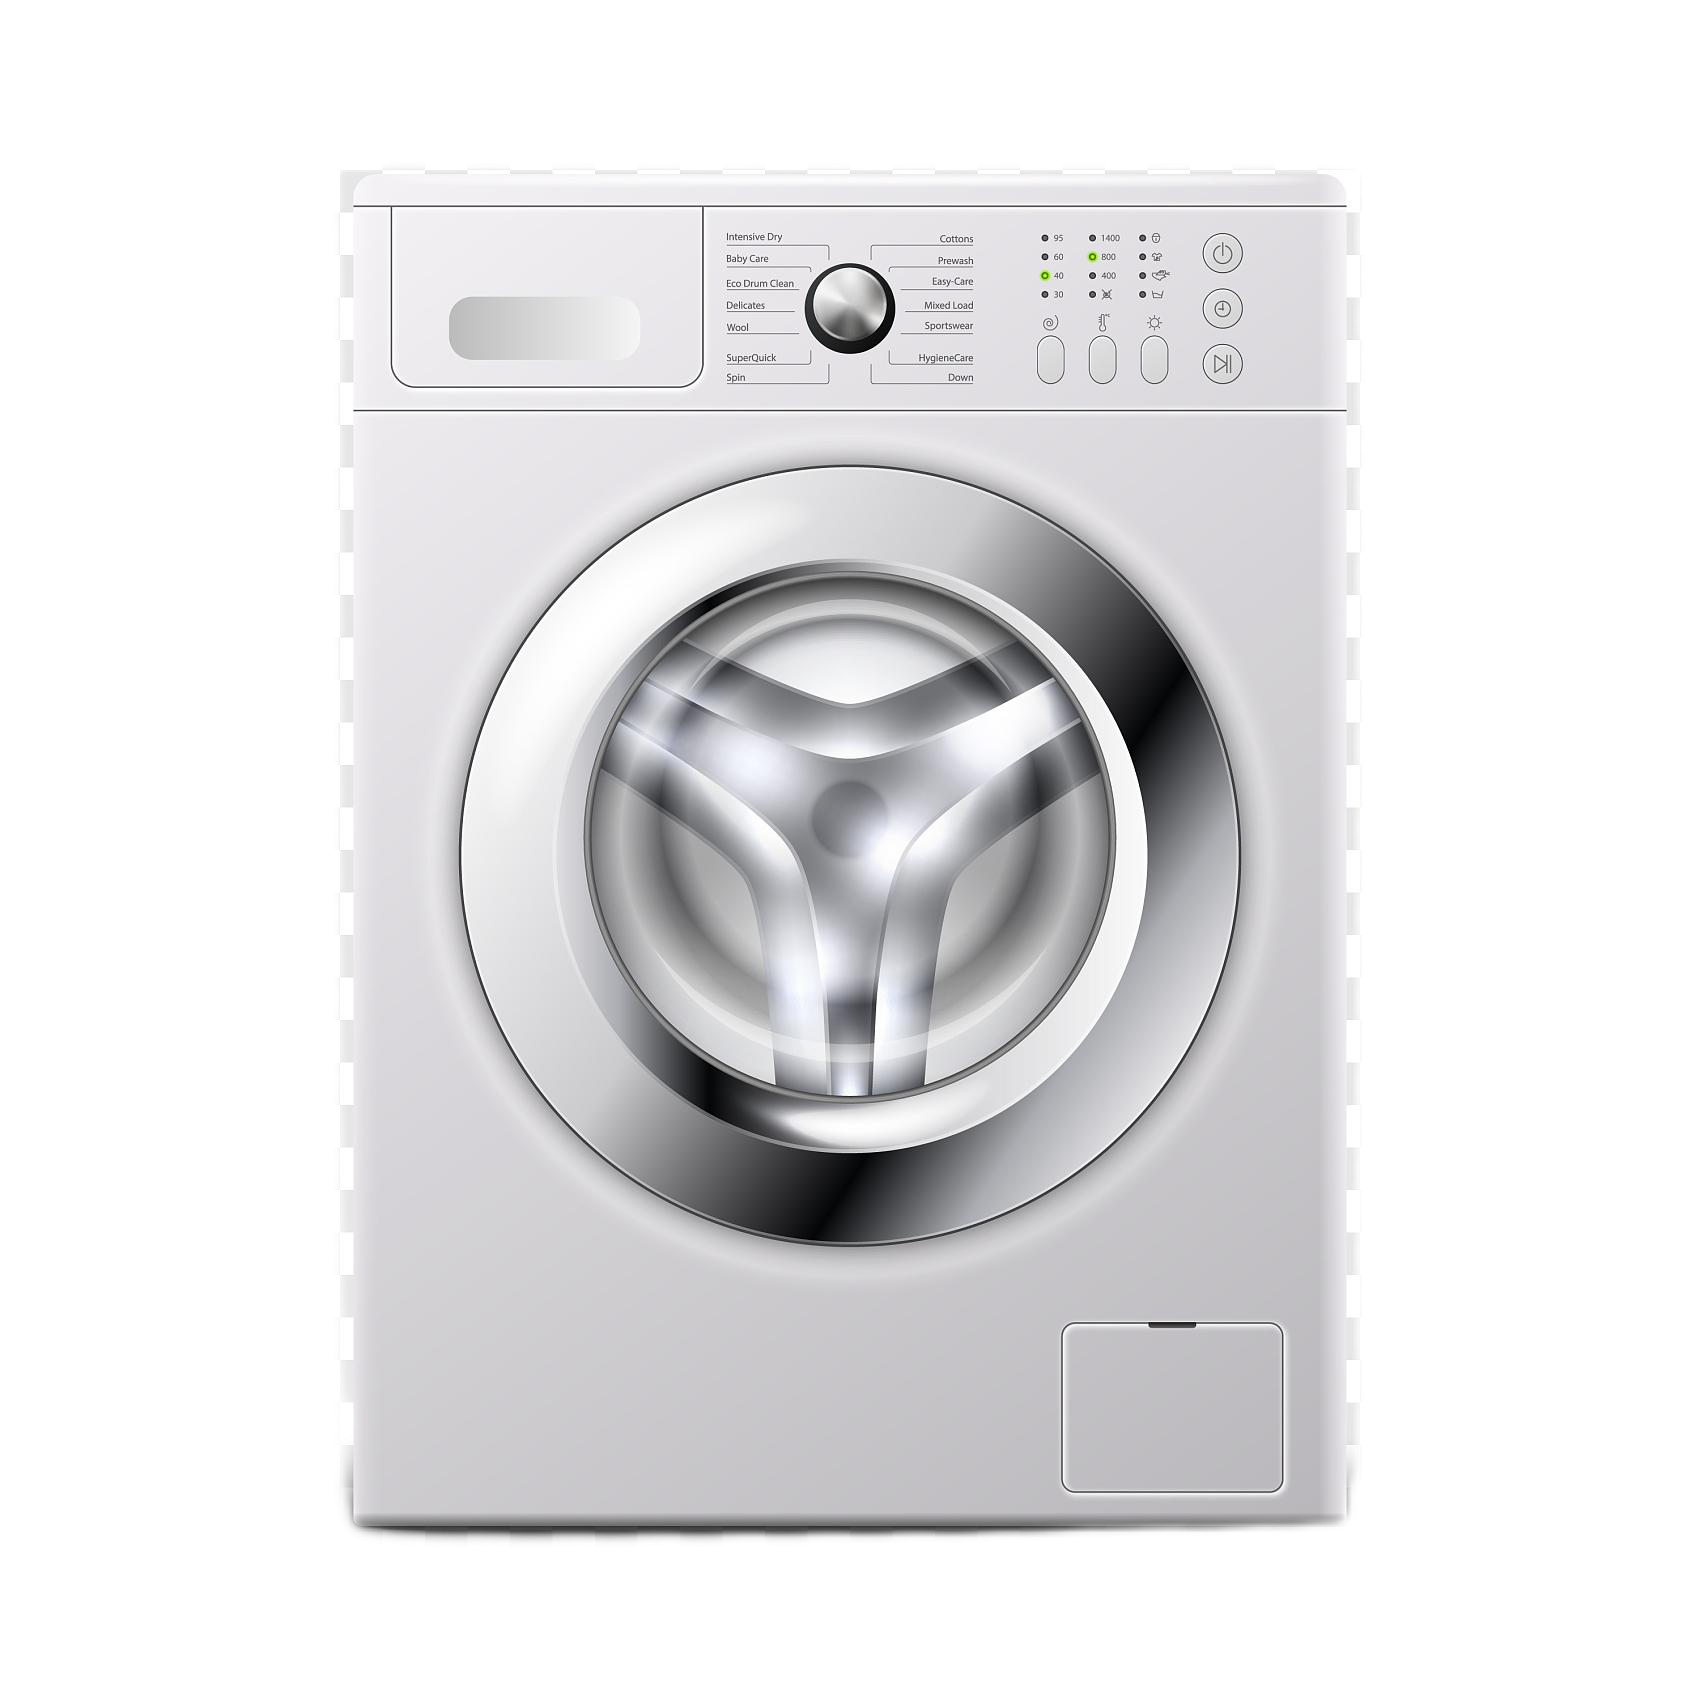 Intensive Dry
Baby Care
Eco Drum Clean
Delicates
Wool
SuperQuick
Spin
Cottons
Prewash
Easy-Care
Mixed Load
Sportswear
HygieneCare
Down
95 1400
60 800
40 400
30
°C